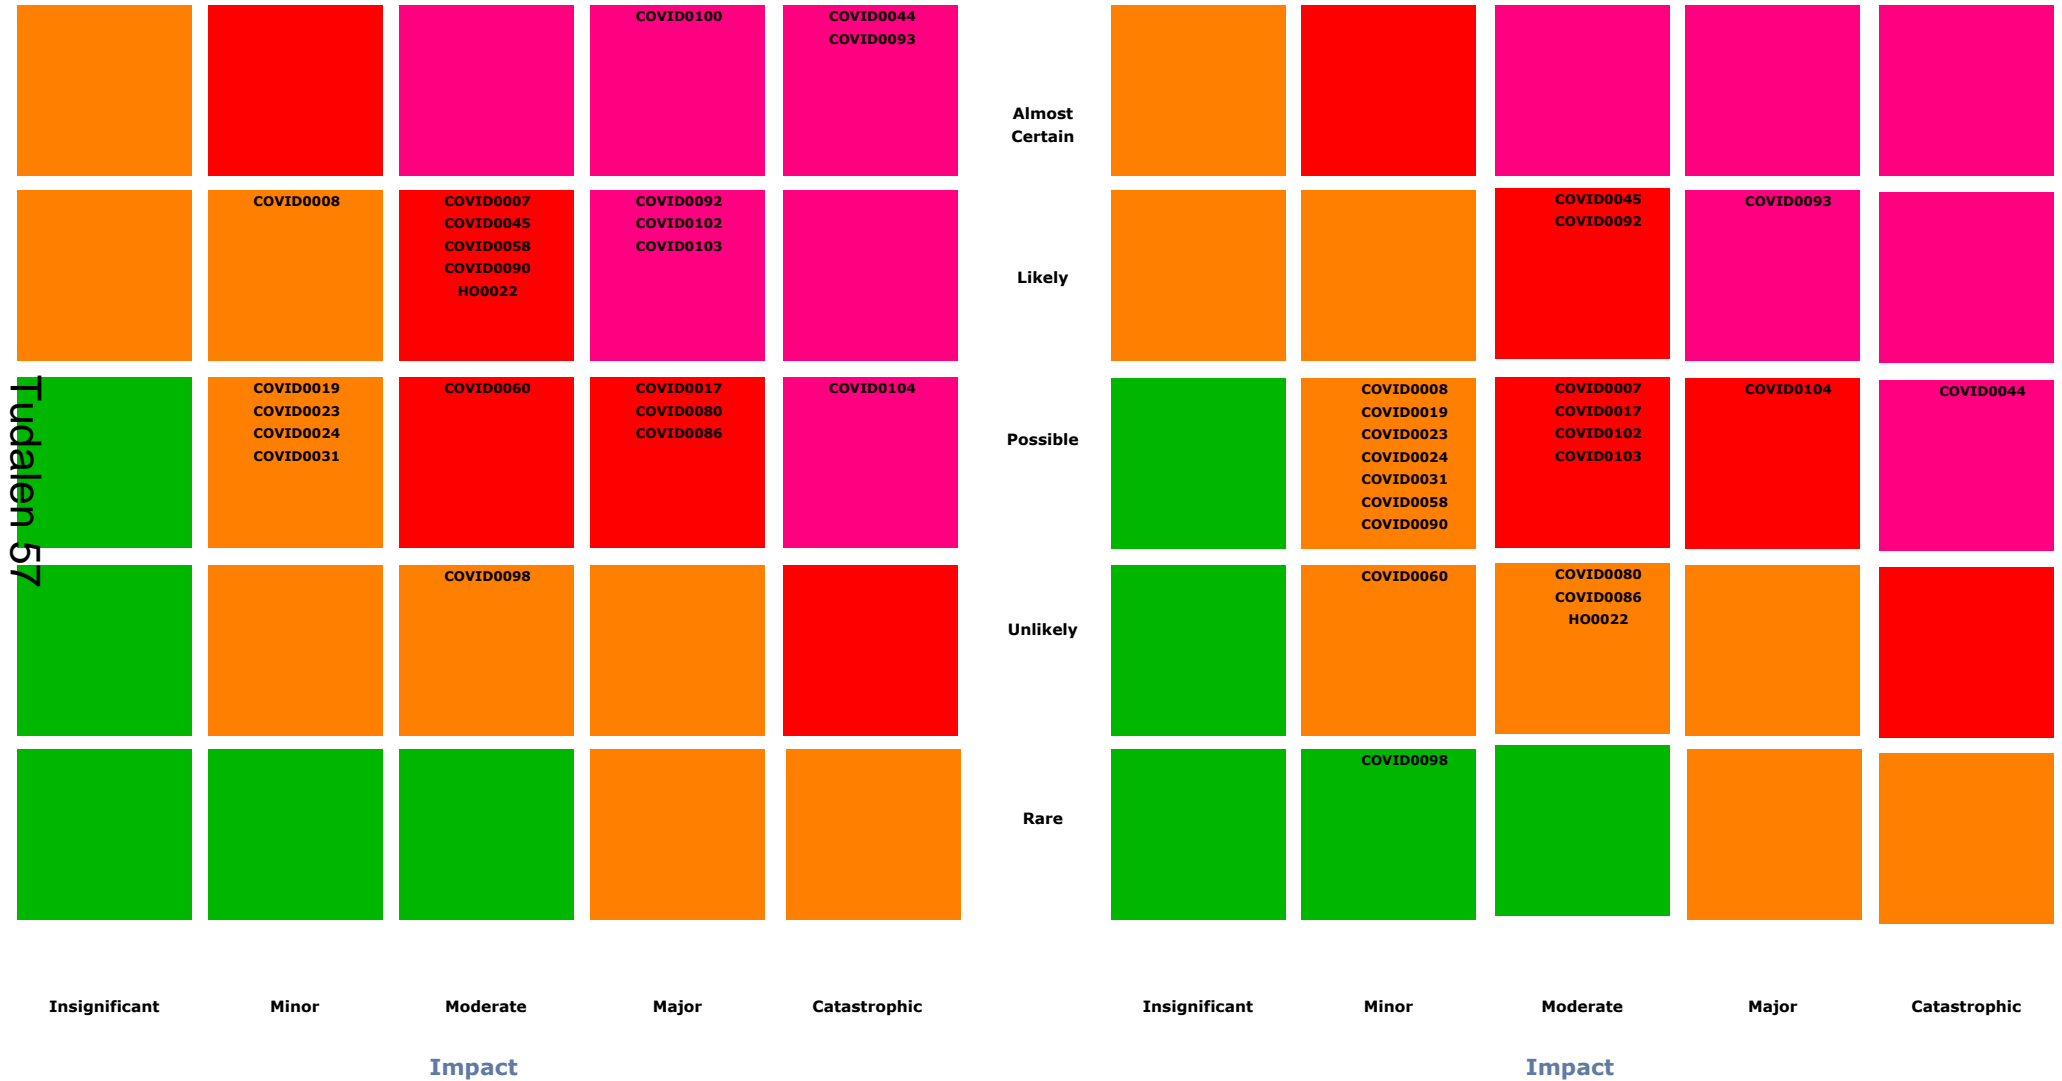 COVID0100
COVID0044
COVID0093
Almost
Certain
COVID0008
COVID0007
COVID0045
COVID0058
COVID0090
HO0022
COVID0092
COVID0102
COVID0103
Likely
COVID0045
COVID0092
COVID0093
Tudalen 57
COVID0019
COVID0023
COVID0024
COVID0031
COVID0060
COVID0017
COVID0080
COVID0086
COVID0104
Possible
COVID0008
COVID0019
COVID0023
COVID0024
COVID0031
COVID0058
COVID0090
COVID0007
COVID0017
COVID0102
COVID0103
COVID0104
COVID0044
COVID0098
Unlikely
COVID0060
COVID0080
COVID0086
HO0022
Rare
COVID0098
Insignificant
Minor
Moderate
Major
Catastrophic
Insignificant
Minor
Moderate
Major
Catastrophic
Impact
Impact